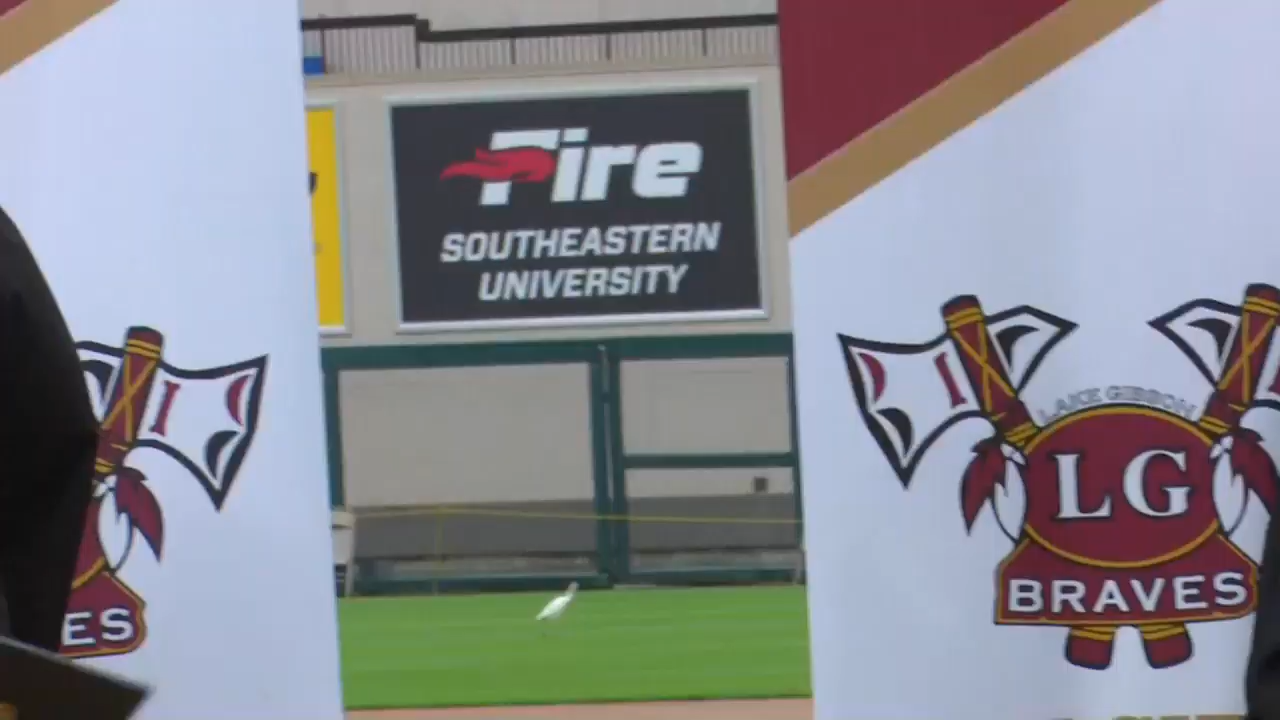 Fire
SOUTHEASTERN
UNIVERSITY
ES
LAKE GIBSON
LG
BRAVES